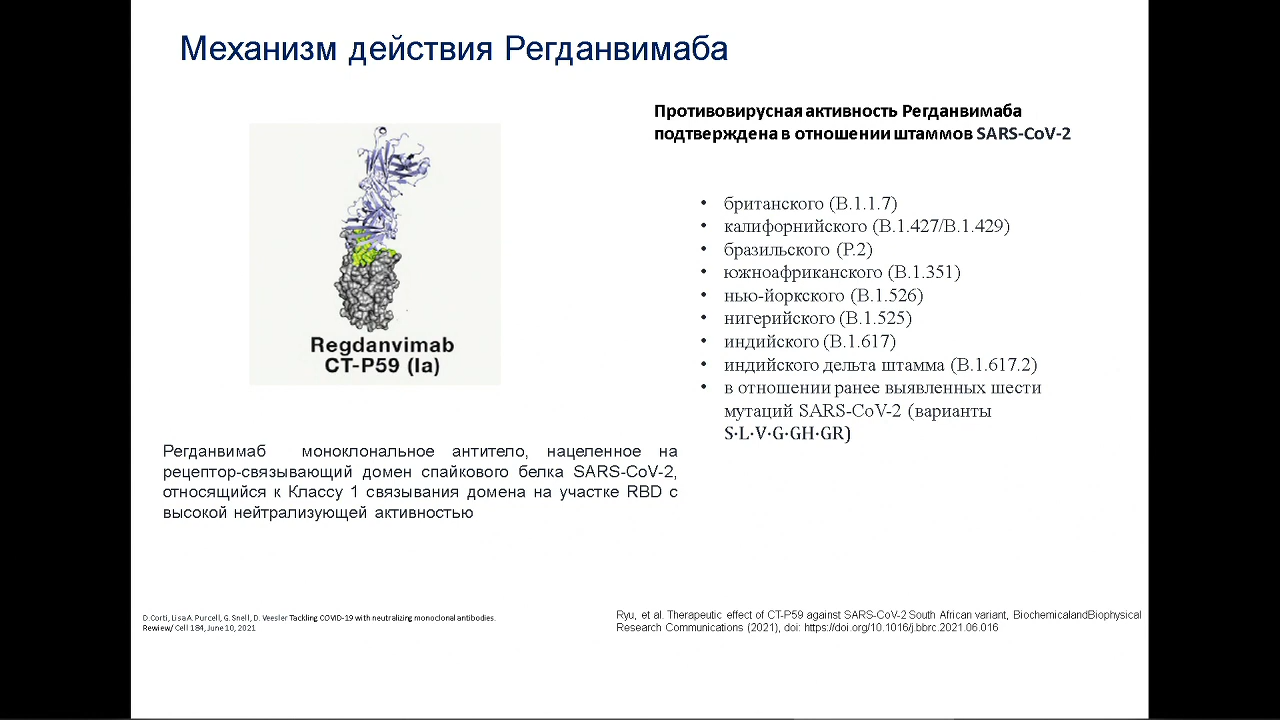 Механизм действия Регданвимаба
Противовирусная активность Регданвимаба
подтверждена в отношении штаммов SARS-CoV-2
Regdanvimab
CT-P59 (Ia)
• британского (B.1.1.7)
• калифорнийского (B.1.427/B.1.429)
• бразильского (P.2)
• южноафриканского (B.1.351)
• нью-йоркского (B.1.526)
• нигерийского (B.1.525)
• индийского (B.1.617)
• индийского дельта штамма (B.1.617.2)
• в отношении ранее выявленных шести
мутаций SARS-CoV-2 (варианты
S·L·V·G·GH·GR)
Регданвимаб моноклональное антитело, нацеленное на
рецептор-связывающий домен спайкового белка SARS-CoV-2,
относящийся к Классу 1 связывания домена на участке RBD с
высокой нейтрализующей активностью
D.Corti, Lisa A. Purcell, G. Snell, D. Veesler Tackling COVID-19 with neutralizing monoclonal antibodies.
Rewiew/ Cell 184, June 10, 2021
Ryu, et al. Therapeutic effect of CT-P59 against SARS-CoV-2 South African variant, BiochemicalandBiophysical
Research Communications (2021), doi: https://doi.org/10.1016/j.bbrc.2021.06.016